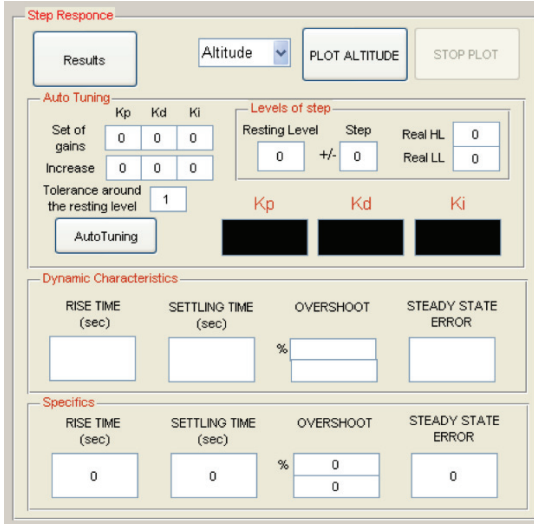 Step Responce
Results
Altitude
PLOT ALTITUDE
STOP PLOT
Auto Tuning
Kp Kd Ki
Set of gains
0 0 0
Increase
0 0 0
Tolerance around the resting level
1
AutoTuning
Levels of step
Resting Level
Step
0 +/- 0
Real HL 0
Real LL 0
Kp Kd Ki
Dynamic Characteristics
RISE TIME (sec)
SETTLING TIME (sec)
OVERSHOOT
STEADY STATE ERROR
%
Specifics
RISE TIME (sec)
SETTLING TIME (sec)
OVERSHOOT
STEADY STATE ERROR
0
0
% 0
0
0